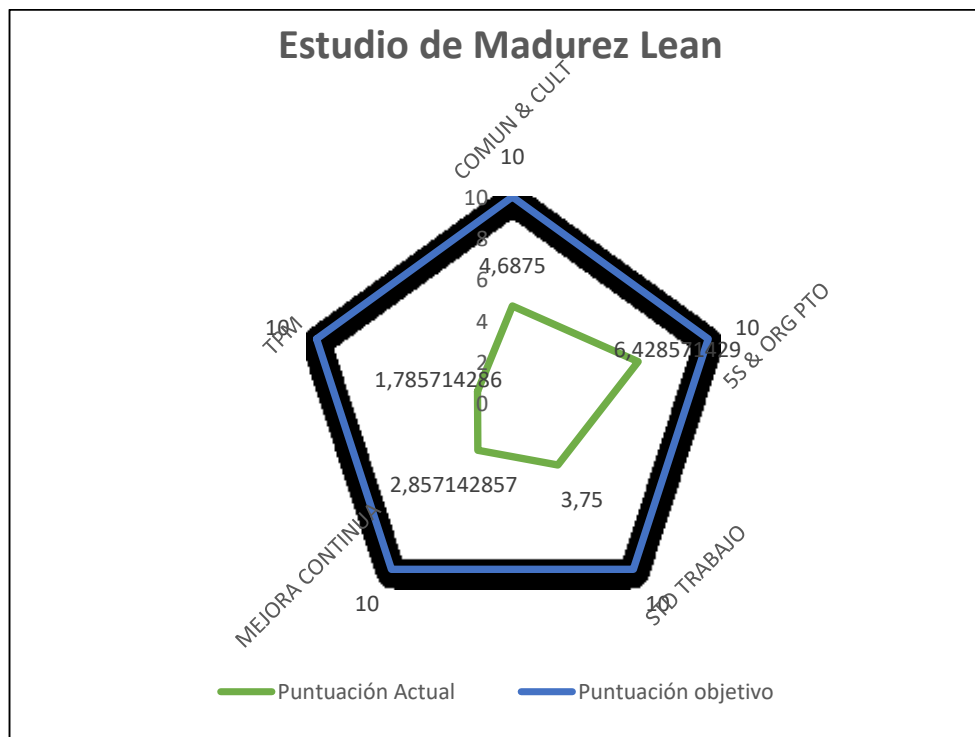 Estudio de Madurez Lean
COMUN & CULT
10
10
8
4,6875
6
10
TPM
10
5S & ORG PTO
4
6,428571429
2
1,785714286
0
2,857142857
3,75
MEJORA CONTINUA
STD TRABAJO
10
10
Puntuación Actual
Puntuación objetivo